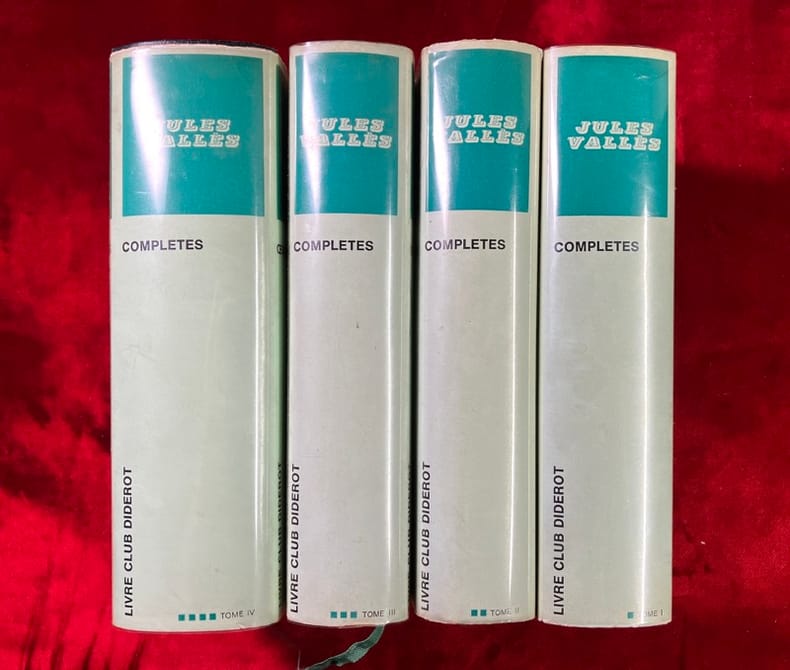 JULES
VALLÈS
COMPLETES
LIVRE CLUB DIDEROT
TOME IV
JULES
VALLÈS
COMPLETES
LIVRE CLUB DIDEROT
TOME III
JULES
VALLÈS
COMPLETES
LIVRE CLUB DIDEROT
TOME II
JULES
VALLÈS
COMPLETES
LIVRE CLUB DIDEROT
TOME I